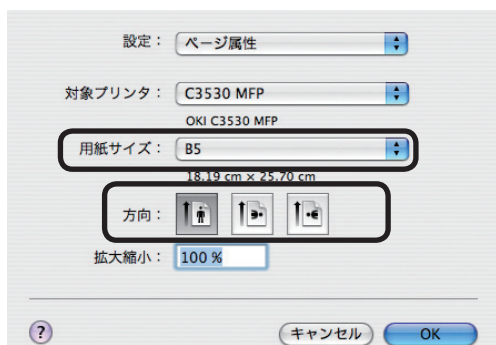 設定： ページ属性
対象プリンタ： C3530 MFP
OKI C3530 MFP
用紙サイズ： B5
18.19 cm × 25.70 cm
方向：
拡大縮小： 100 %
? キャンセル OK